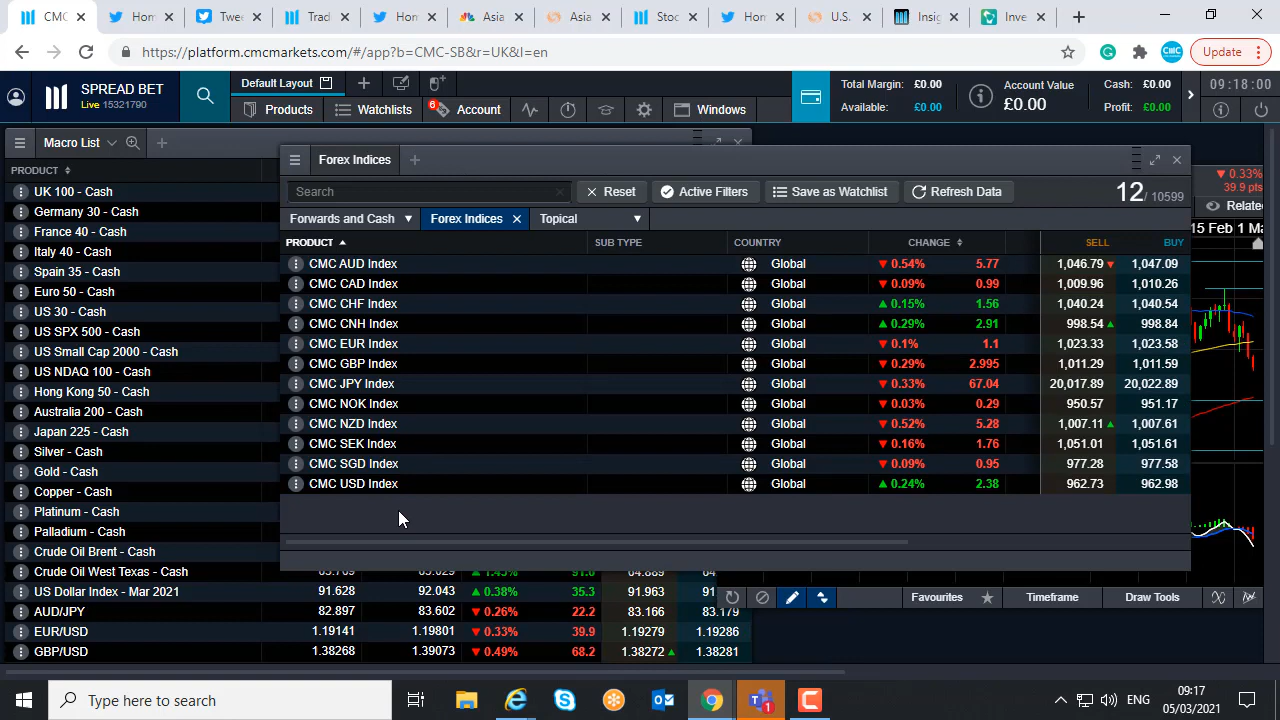 CMC
Hom
Twee
Tradi
Hom
Asia
Asia
Stoc
Hom
U.S.
Insig
Inve
https://platform.cmcmarkets.com/#/app?b=CMC-SB&r=UK&l=en
Update
SPREAD BET
Live 15321790
Default Layout
Products
Watchlists
6
Account
Windows
Total Margin: £0.00
Available: £0.00
Account Value
£0.00
Cash: £0.00
Profit: £0.00
09:18:00
Macro List
PRODUCT
UK 100 - Cash
Germany 30 - Cash
France 40 - Cash
Italy 40 - Cash
Spain 35 - Cash
Euro 50 - Cash
US 30 - Cash
US SPX 500 - Cash
US Small Cap 2000 - Cash
US NDAQ 100 - Cash
Hong Kong 50 - Cash
Australia 200 - Cash
Japan 225 - Cash
Silver - Cash
Gold - Cash
Copper - Cash
Platinum - Cash
Palladium - Cash
Crude Oil Brent - Cash
Crude Oil West Texas - Cash 1.43% 91.6 64.889 64
US Dollar Index - Mar 2021 91.628 92.043 0.38% 35.3 91.963 91
AUD/JPY 82.897 83.602 0.26% 22.2 83.166 83.179
EUR/USD 1.19141 1.19801 0.33% 39.9 1.19279 1.19286
GBP/USD 1.38268 1.39073 0.49% 68.2 1.38272 1.38281
Forex Indices
Search
Reset
Active Filters
Save as Watchlist
Refresh Data
12 / 10599
Forwards and Cash
Forex Indices
Topical
PRODUCT SUB TYPE COUNTRY CHANGE SELL BUY
CMC AUD Index Global 0.54% 5.77 1,046.79 1,047.09
CMC CAD Index Global 0.09% 0.99 1,009.96 1,010.26
CMC CHF Index Global 0.15% 1.56 1,040.24 1,040.54
CMC CNH Index Global 0.29% 2.91 998.54 998.84
CMC EUR Index Global 0.1% 1.1 1,023.33 1,023.58
CMC GBP Index Global 0.29% 2.995 1,011.29 1,011.59
CMC JPY Index Global 0.33% 67.04 20,017.89 20,022.89
CMC NOK Index Global 0.03% 0.29 950.57 951.17
CMC NZD Index Global 0.52% 5.28 1,007.11 1,007.61
CMC SEK Index Global 0.16% 1.76 1,051.01 1,051.61
CMC SGD Index Global 0.09% 0.95 977.28 977.58
CMC USD Index Global 0.24% 2.38 962.73 962.98
0.33%
39.9 pts
Relate
15 Feb 1 Ma
Favourites
Timeframe
Draw Tools
Type here to search
1
ENG
09:17
05/03/2021